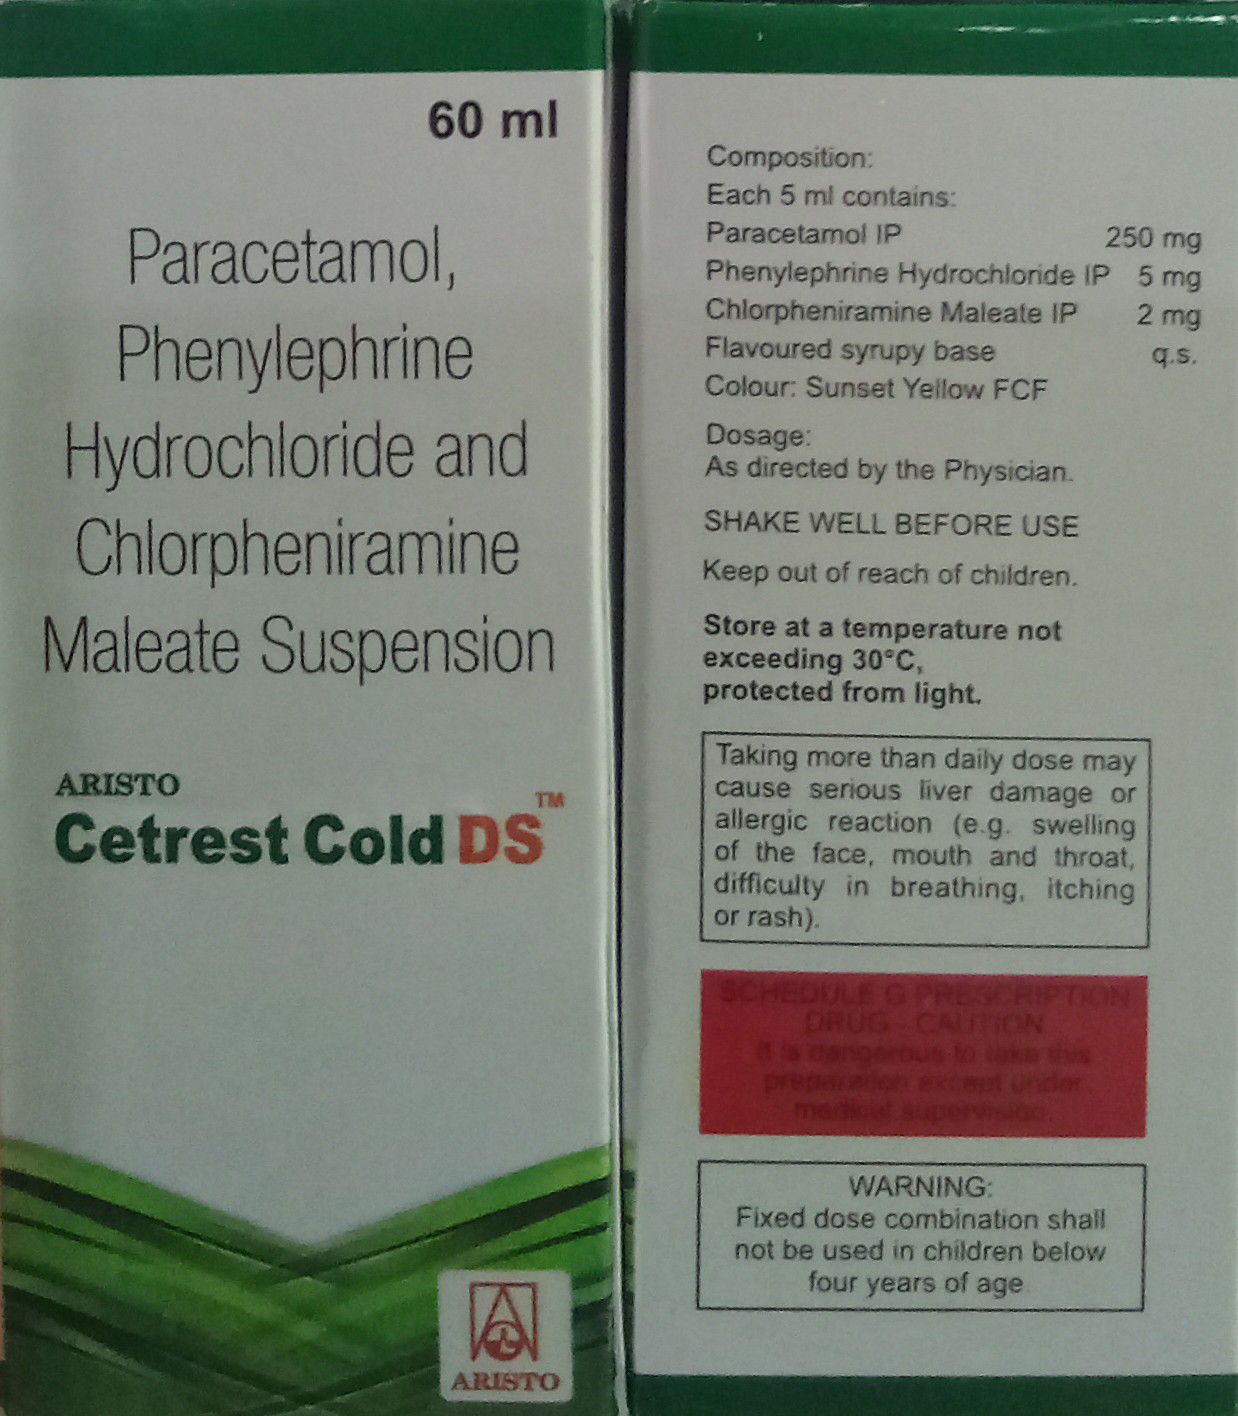 60 ml
Paracetamol,
Phenylephrine
Hydrochloride and
Chlorpheniramine
Maleate Suspension
ARISTO
Cetrest Cold DS™
ARISTO
Composition:
Each 5 ml contains:
Paracetamol IP 250 mg
Phenylephrine Hydrochloride IP 5 mg
Chlorpheniramine Maleate IP 2 mg
Flavoured syrupy base q.s.
Colour: Sunset Yellow FCF
Dosage:
As directed by the Physician.
SHAKE WELL BEFORE USE
Keep out of reach of children.
Store at a temperature not
exceeding 30°C,
protected from light.
Taking more than daily dose may
cause serious liver damage or
allergic reaction (e.g. swelling
of the face, mouth and throat,
difficulty in breathing, itching
or rash).
SCHEDULE G PRESCRIPTION
DRUG - CAUTION
It is dangerous to take this
preparation except under
medical supervision.
WARNING:
Fixed dose combination shall
not be used in children below
four years of age